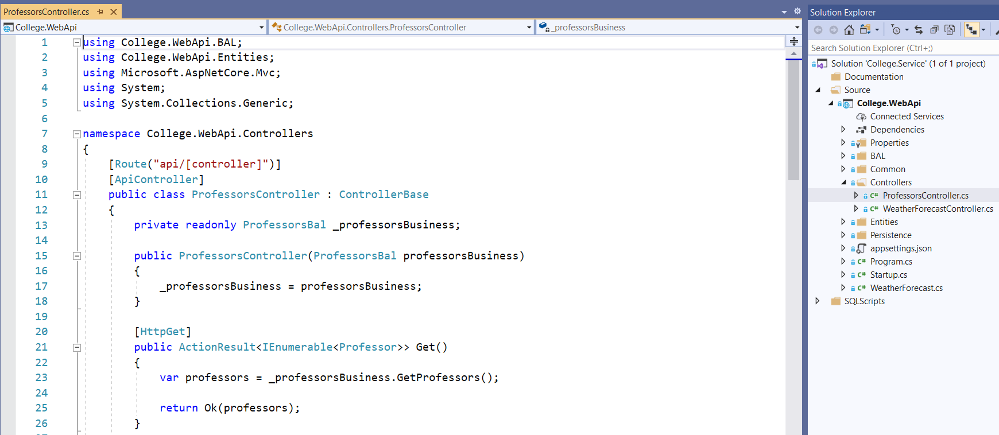 ProfessorsController.cs
College.WebApi
College.WebApi.Controllers.ProfessorsController
_professorsBusiness
1 using College.WebApi.BAL;
2 using College.WebApi.Entities;
3 using Microsoft.AspNetCore.Mvc;
4 using System;
5 using System.Collections.Generic;
6
7 namespace College.WebApi.Controllers
8 {
9 [Route("api/[controller]")]
10 [ApiController]
11 public class ProfessorsController : ControllerBase
12 {
13 private readonly ProfessorsBal _professorsBusiness;
14
15 public ProfessorsController(ProfessorsBal professorsBusiness)
16 {
17 _professorsBusiness = professorsBusiness;
18 }
19
20 [HttpGet]
21 public ActionResult<IEnumerable<Professor>> Get()
22 {
23 var professors = _professorsBusiness.GetProfessors();
24
25 return Ok(professors);
26 }
Solution Explorer
Search Solution Explorer (Ctrl+;)
Solution 'College.Service' (1 of 1 project)
Documentation
Source
College.WebApi
Connected Services
Dependencies
Properties
BAL
Common
Controllers
C# ProfessorsController.cs
C# WeatherForecastController.cs
Entities
Persistence
appsettings.json
C# Program.cs
C# Startup.cs
C# WeatherForecast.cs
SQLScripts